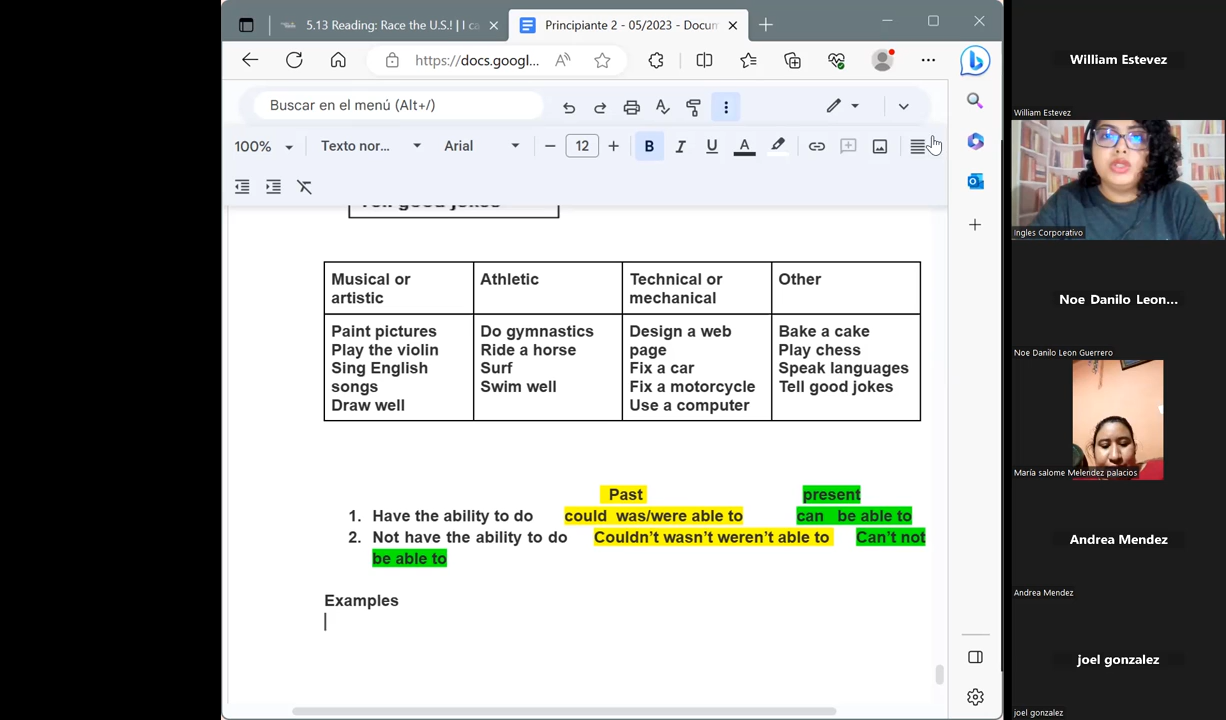 5.13 Reading: Race the U.S.! | I ca
Principiante 2 - 05/2023 - Docum
https://docs.googl...
Buscar en el menú (Alt+/)
100%
Texto nor...
Arial
12
B
I
U
A
Tell good jokes
Musical or
artistic
Athletic
Technical or
mechanical
Other
Paint pictures
Play the violin
Sing English
songs
Draw well
Do gymnastics
Ride a horse
Surf
Swim well
Design a web
page
Fix a car
Fix a motorcycle
Use a computer
Bake a cake
Play chess
Speak languages
Tell good jokes
Past present
1. Have the ability to do could was/were able to can be able to
2. Not have the ability to do Couldn't wasn't weren't able to Can't not
be able to
Examples
William Estevez
William Estevez
Ingles Corporativo
Noe Danilo Leon...
Noe Danilo Leon Guerrero
María salome Melendez palacios
Andrea Mendez
Andrea Mendez
joel gonzalez
joel gonzalez